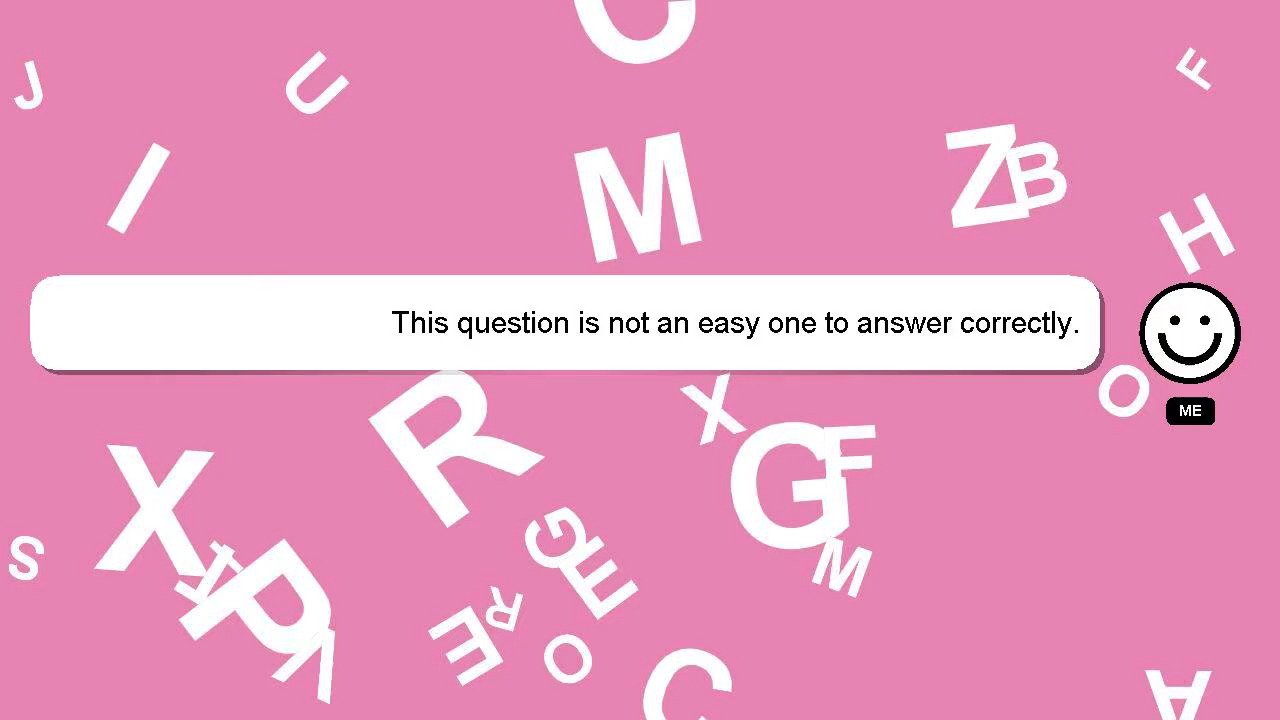 C
J
U
F
I
M
Z
B
H
This question is not an easy one to answer correctly.
O
ME
R
X
G
F
X
S
G
E
I
P
V
M
E
R
O
C
A